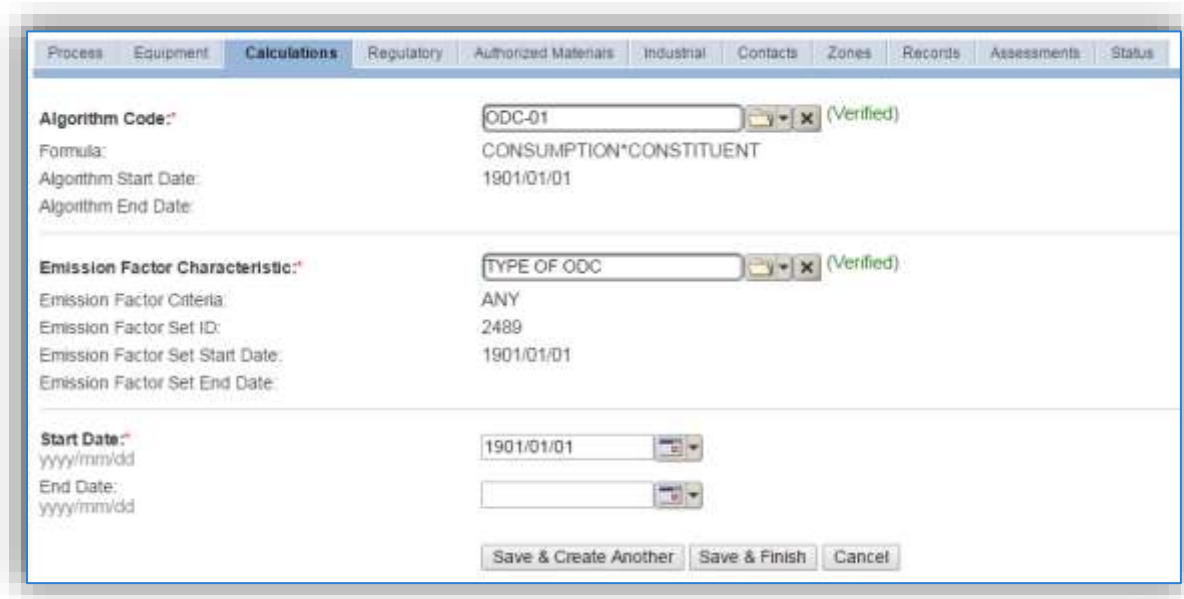 Process Equipment Calculations Regulatory Authorized Materials Industrial Contacts Zones Records Assessments Status
Algorithm Code:* ODC-01 (Verified)
Formula: CONSUMPTION*CONSTITUENT
Algorithm Start Date: 1901/01/01
Algorithm End Date:
Emission Factor Characteristic:* TYPE OF ODC (Verified)
Emission Factor Criteria: ANY
Emission Factor Set ID: 2489
Emission Factor Set Start Date: 1901/01/01
Emission Factor Set End Date:
Start Date:* 1901/01/01
yyyy/mm/dd
End Date:
yyyy/mm/dd
Save & Create Another Save & Finish Cancel